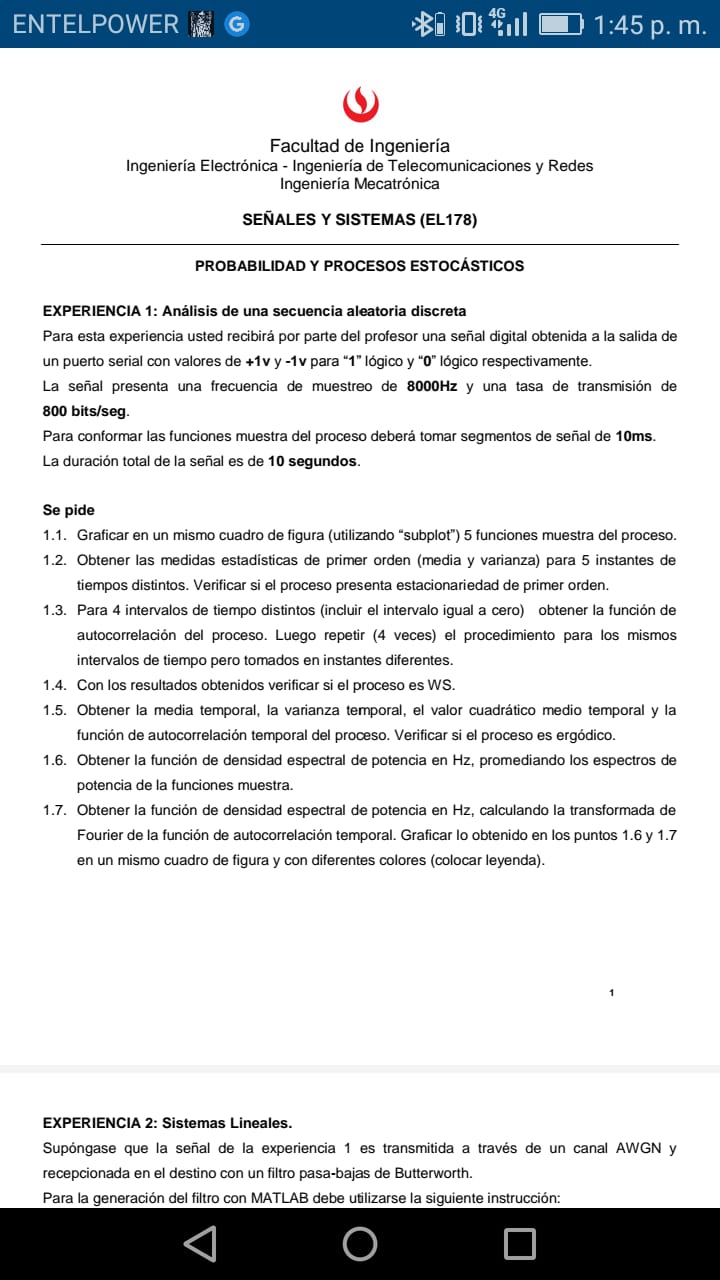 ENTELPOWER G 4G 1:45 p. m.
Facultad de Ingeniería
Ingeniería Electrónica - Ingeniería de Telecomunicaciones y Redes
Ingeniería Mecatrónica
SEÑALES Y SISTEMAS (EL178)
PROBABILIDAD Y PROCESOS ESTOCÁSTICOS
EXPERIENCIA 1: Análisis de una secuencia aleatoria discreta
Para esta experiencia usted recibirá por parte del profesor una señal digital obtenida a la salida de
un puerto serial con valores de +1v y -1v para “1” lógico y “0” lógico respectivamente.
La señal presenta una frecuencia de muestreo de 8000Hz y una tasa de transmisión de
800 bits/seg.
Para conformar las funciones muestra del proceso deberá tomar segmentos de señal de 10ms.
La duración total de la señal es de 10 segundos.
Se pide
1.1. Graficar en un mismo cuadro de figura (utilizando “subplot”) 5 funciones muestra del proceso.
1.2. Obtener las medidas estadísticas de primer orden (media y varianza) para 5 instantes de
tiempos distintos. Verificar si el proceso presenta estacionariedad de primer orden.
1.3. Para 4 intervalos de tiempo distintos (incluir el intervalo igual a cero) obtener la función de
autocorrelación del proceso. Luego repetir (4 veces) el procedimiento para los mismos
intervalos de tiempo pero tomados en instantes diferentes.
1.4. Con los resultados obtenidos verificar si el proceso es WS.
1.5. Obtener la media temporal, la varianza temporal, el valor cuadrático medio temporal y la
función de autocorrelación temporal del proceso. Verificar si el proceso es ergódico.
1.6. Obtener la función de densidad espectral de potencia en Hz, promediando los espectros de
potencia de la funciones muestra.
1.7. Obtener la función de densidad espectral de potencia en Hz, calculando la transformada de
Fourier de la función de autocorrelación temporal. Graficar lo obtenido en los puntos 1.6 y 1.7
en un mismo cuadro de figura y con diferentes colores (colocar leyenda).
1
EXPERIENCIA 2: Sistemas Lineales.
Supóngase que la señal de la experiencia 1 es transmitida a través de un canal AWGN y
recepcionada en el destino con un filtro pasa-bajas de Butterworth.
Para la generación del filtro con MATLAB debe utilizarse la siguiente instrucción: